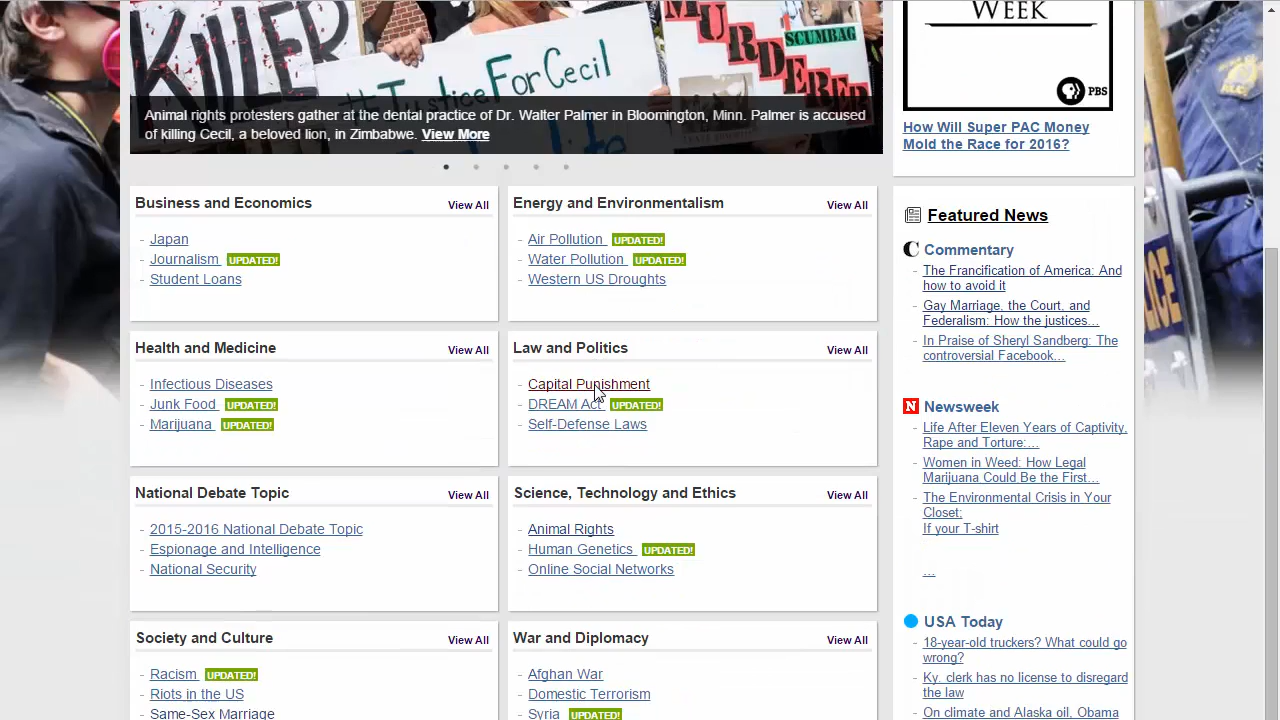 KILLER
#JusticeForCecil
MURDERER
SCUMBAG
Animal rights protesters gather at the dental practice of Dr. Walter Palmer in Bloomington, Minn. Palmer is accused
of killing Cecil, a beloved lion, in Zimbabwe. View More
WEEK
PBS
How Will Super PAC Money
Mold the Race for 2016?
Business and Economics View All
- Japan
- Journalism UPDATED!
- Student Loans
Energy and Environmentalism View All
- Air Pollution UPDATED!
- Water Pollution UPDATED!
- Western US Droughts
Health and Medicine View All
- Infectious Diseases
- Junk Food UPDATED!
- Marijuana UPDATED!
Law and Politics View All
- Capital Punishment
- DREAM Act UPDATED!
- Self-Defense Laws
National Debate Topic View All
- 2015-2016 National Debate Topic
- Espionage and Intelligence
- National Security
Science, Technology and Ethics View All
- Animal Rights
- Human Genetics UPDATED!
- Online Social Networks
Society and Culture View All
- Racism UPDATED!
- Riots in the US
- Same-Sex Marriage
War and Diplomacy View All
- Afghan War
- Domestic Terrorism
- Syria UPDATED!
Featured News
C Commentary
- The Francification of America: And
how to avoid it
- Gay Marriage, the Court, and
Federalism: How the justices...
- In Praise of Sheryl Sandberg: The
controversial Facebook...
N Newsweek
- Life After Eleven Years of Captivity,
Rape and Torture:...
- Women in Weed: How Legal
Marijuana Could Be the First...
- The Environmental Crisis in Your
Closet;
If your T-shirt
...
USA Today
- 18-year-old truckers? What could go
wrong?
- Ky. clerk has no license to disregard
the law
- On climate and Alaska oil, Obama